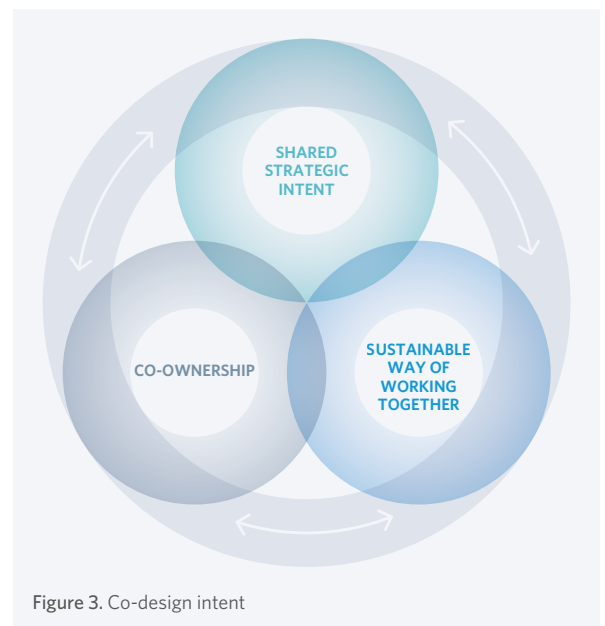 SHARED
STRATEGIC
INTENT
CO-OWNERSHIP
SUSTAINABLE
WAY OF
WORKING
TOGETHER
Figure 3. Co-design intent